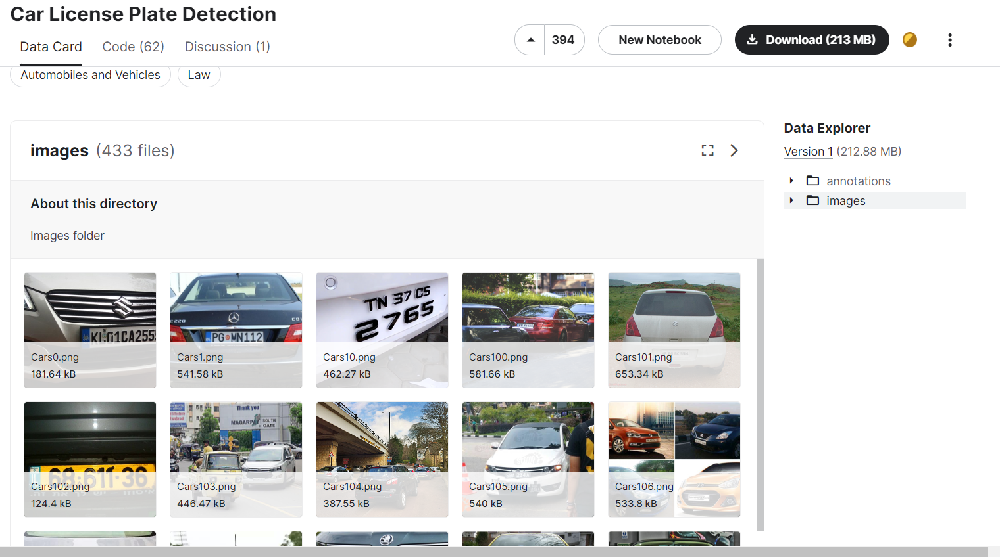 Car License Plate Detection
Data Card
Code (62)
Discussion (1)
394
New Notebook
Download (213 MB)
Automobiles and Vehicles
Law
images (433 files)
Data Explorer
Version 1 (212.88 MB)
annotations
images
About this directory
Images folder
PG MN112
TN 37 CS
2765
Cars0.png
181.64 kB
Cars1.png
541.58 kB
Cars10.png
462.27 kB
Cars100.png
581.66 kB
Cars101.png
653.34 kB
Thank you
SOUTH
GATE
68-611-36
Cars102.png
124.4 kB
Cars103.png
446.47 kB
Cars104.png
387.55 kB
Cars105.png
540 kB
Cars106.png
533.8 kB